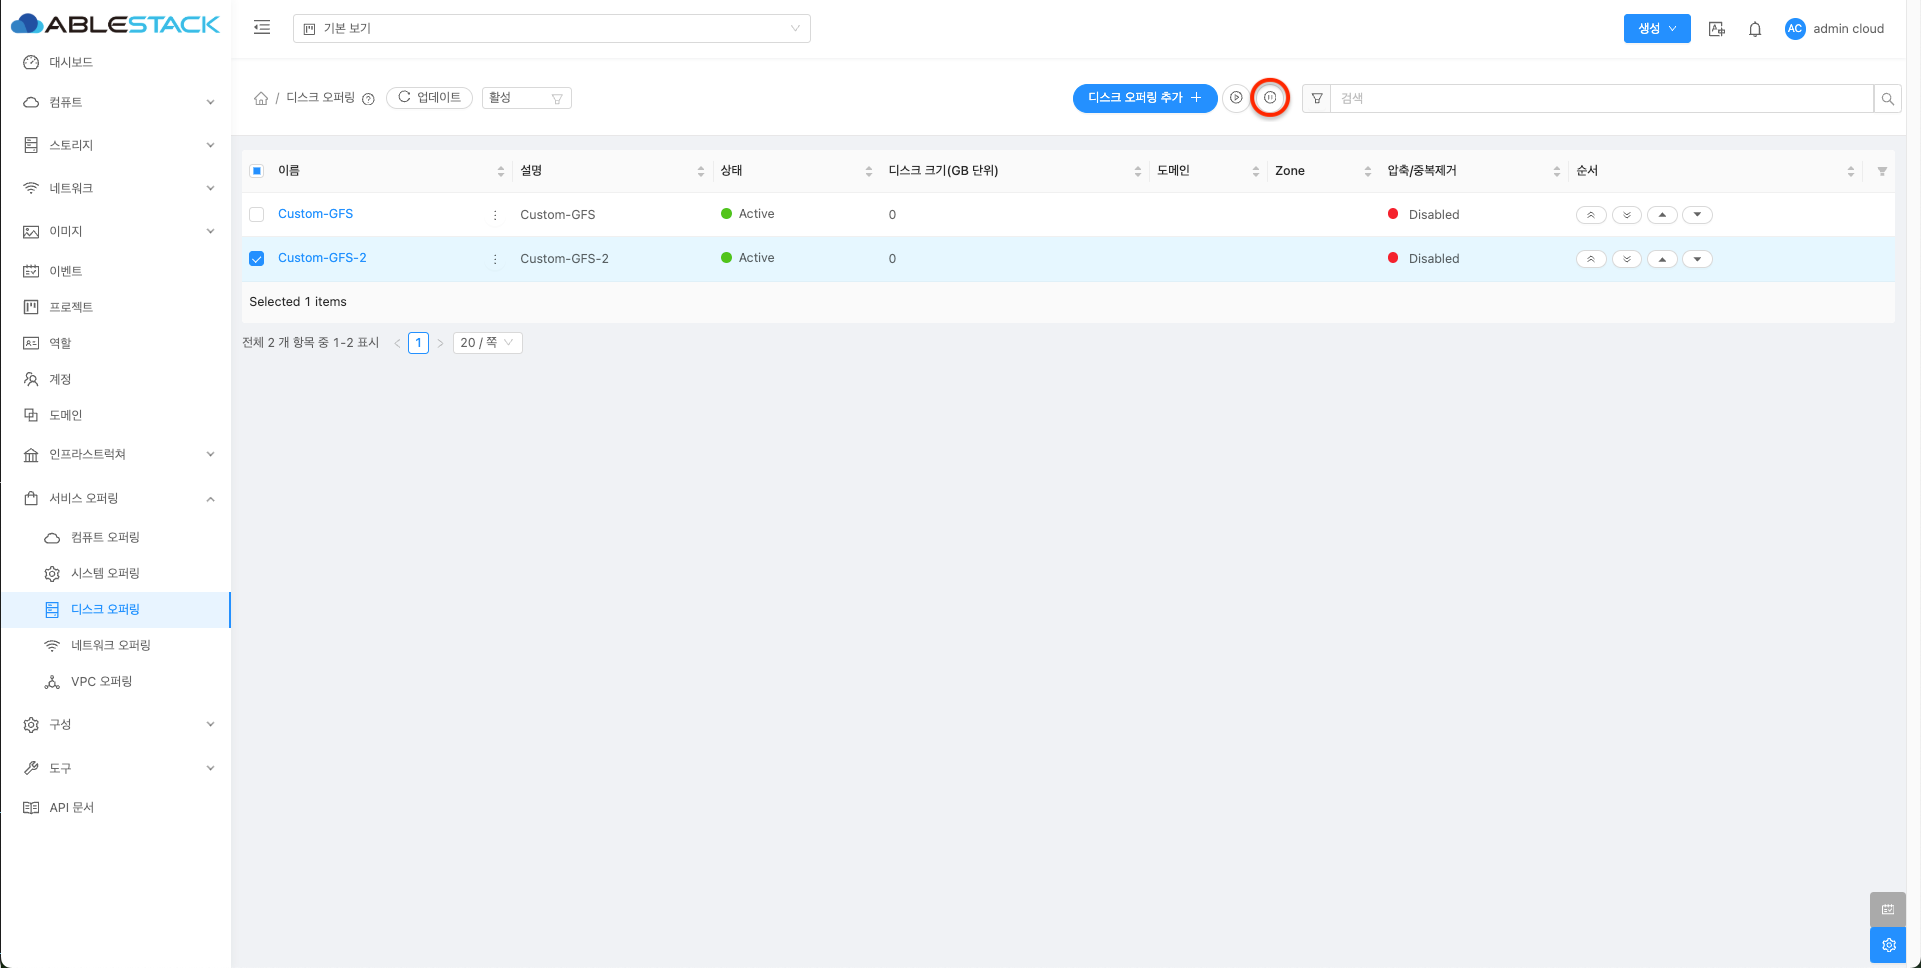 ABLESTACK
기본 보기
생성
AC admin cloud
대시보드
컴퓨트
스토리지
네트워크
이미지
이벤트
프로젝트
역할
계정
도메인
인프라스트럭쳐
서비스 오퍼링
컴퓨트 오퍼링
시스템 오퍼링
디스크 오퍼링
네트워크 오퍼링
VPC 오퍼링
구성
도구
API 문서
/ 디스크 오퍼링 업데이트 활성 디스크 오퍼링 추가 검색
이름 설명 상태 디스크 크기(GB 단위) 도메인 Zone 압축/중복제거 순서
Custom-GFS Custom-GFS Active 0 Disabled
Custom-GFS-2 Custom-GFS-2 Active 0 Disabled
Selected 1 items
전체 2 개 항목 중 1-2 표시 1 20 / 쪽